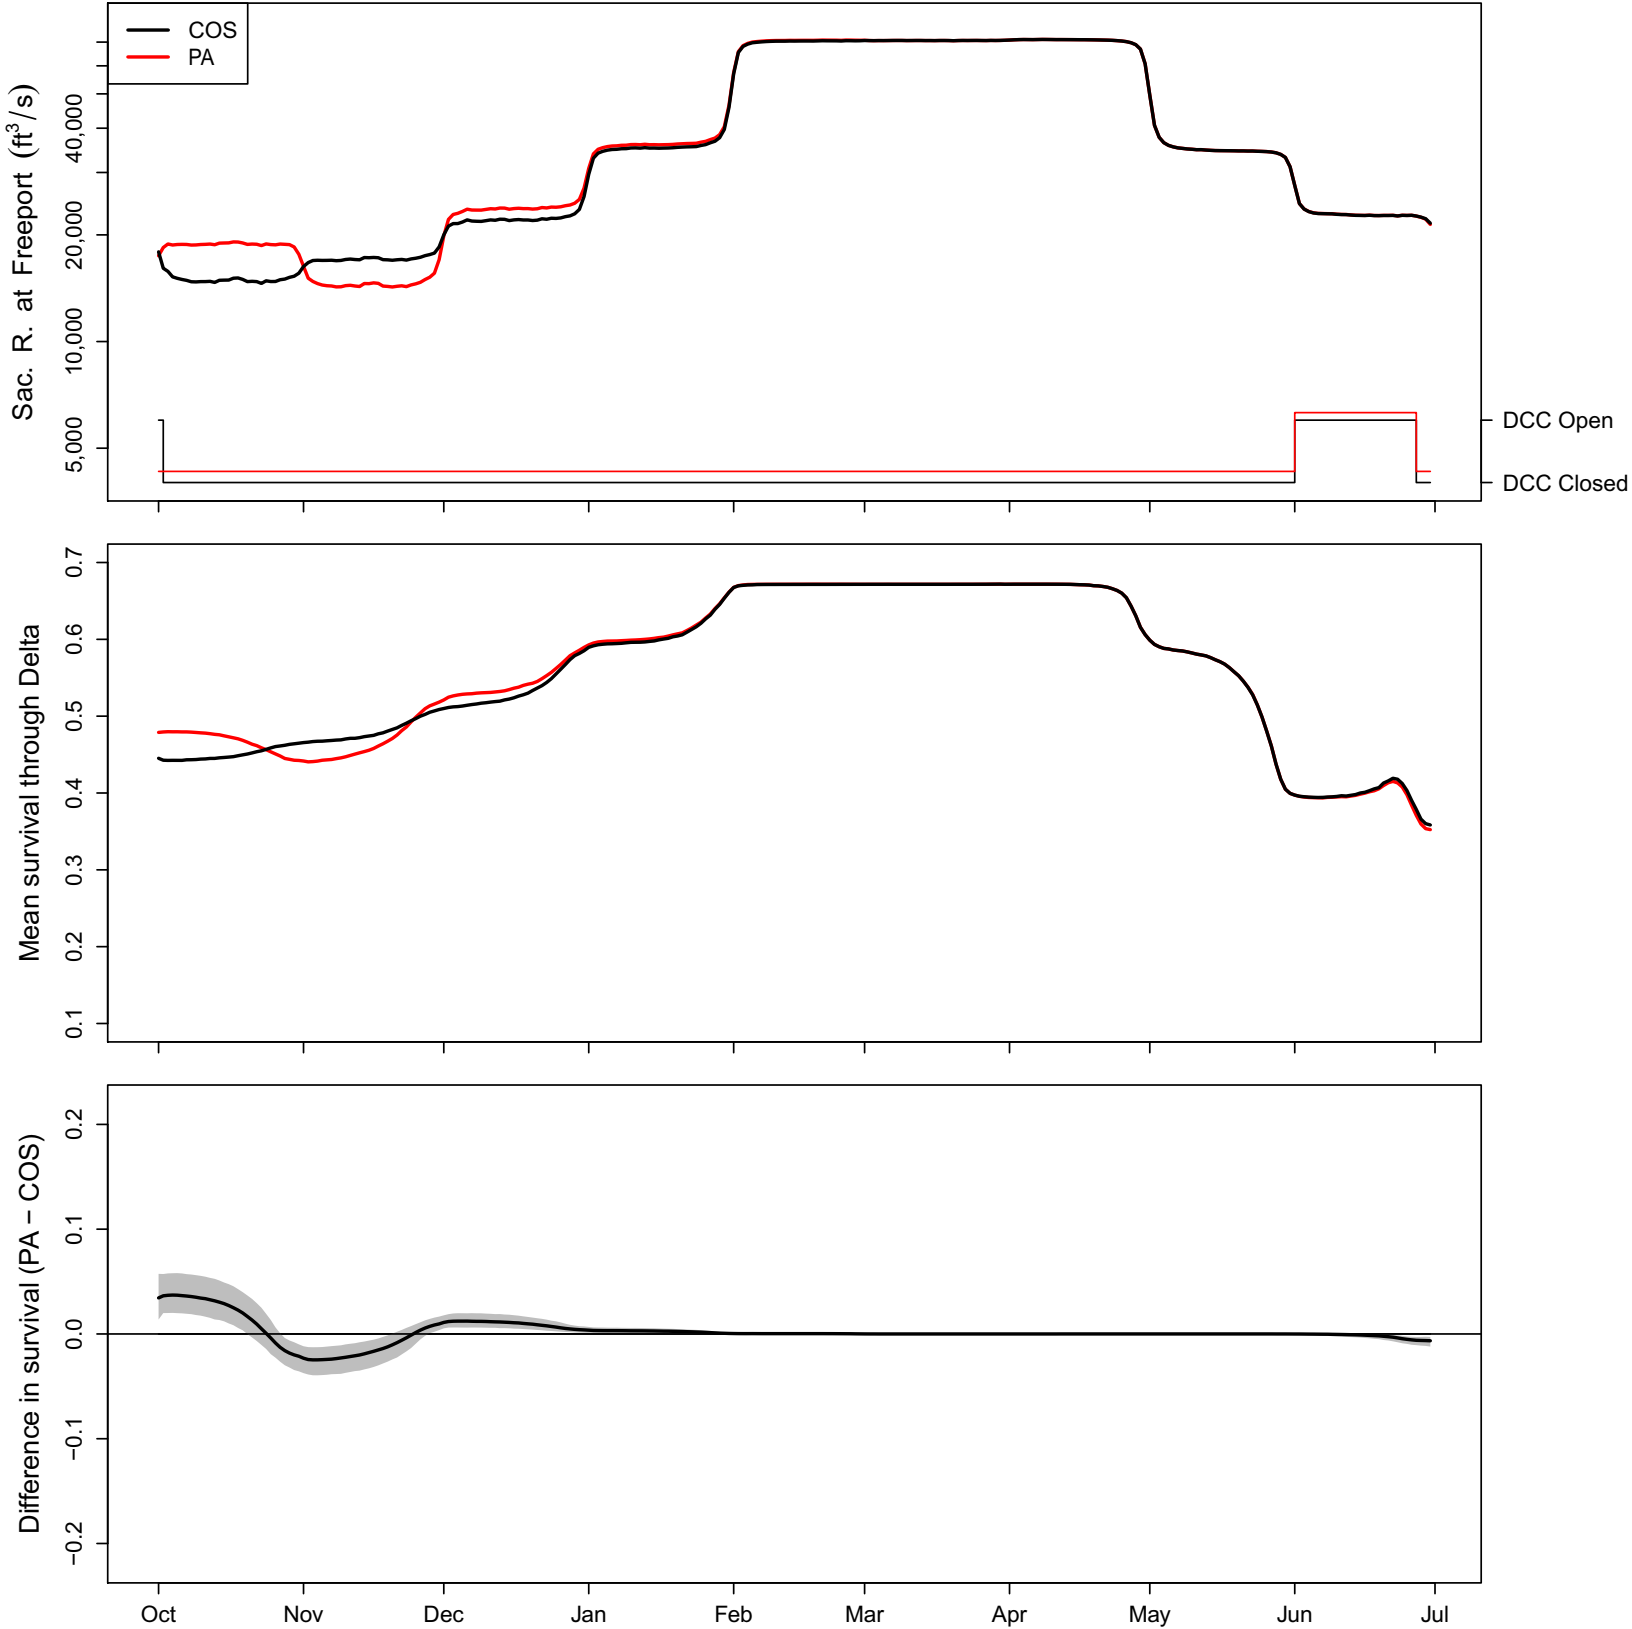 COS
PA
Sac. R. at Freeport (ft³/s)
40,000
20,000
10,000
5,000
DCC Open
DCC Closed
Mean survival through Delta
0.7
0.6
0.5
0.4
0.3
0.2
0.1
Difference in survival (PA − COS)
0.2
0.1
0.0
−0.1
−0.2
Oct Nov Dec Jan Feb Mar Apr May Jun Jul